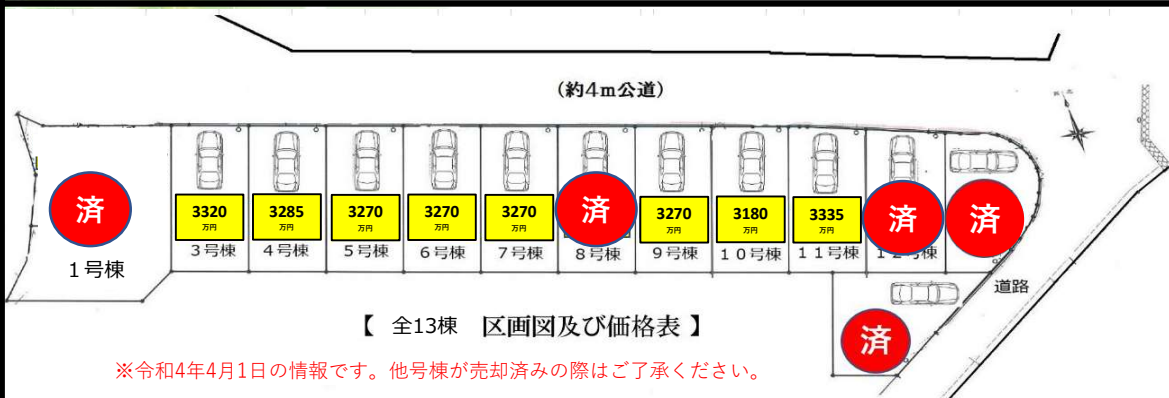 (約4m公道)
済
1号棟
3320
万円
3号棟
3285
万円
4号棟
3270
万円
5号棟
3270
万円
6号棟
3270
万円
7号棟
済
8号棟
3270
万円
9号棟
3180
万円
10号棟
3335
万円
11号棟
済
号棟
済
済
道路
【 全13棟 区画図及び価格表 】
※令和4年4月1日の情報です。他号棟が売却済みの際はご了承ください。